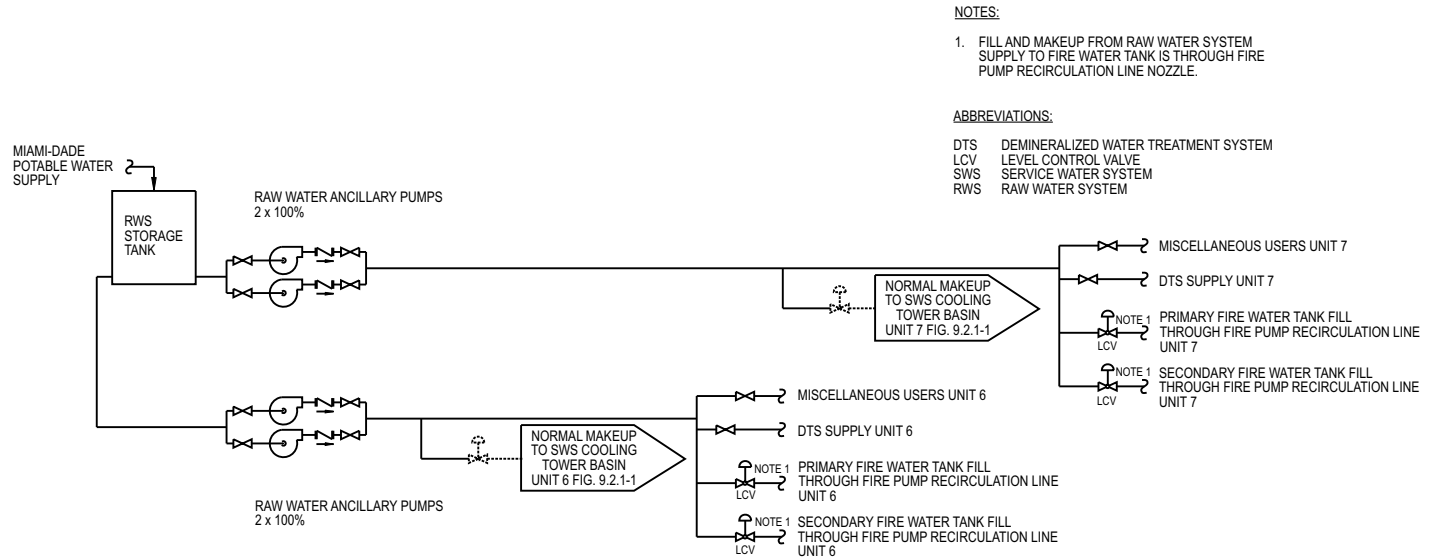 NOTES:
1. FILL AND MAKEUP FROM RAW WATER SYSTEM
SUPPLY TO FIRE WATER TANK IS THROUGH FIRE
PUMP RECIRCULATION LINE NOZZLE.
ABBREVIATIONS:
DTS DEMINERALIZED WATER TREATMENT SYSTEM
LCV LEVEL CONTROL VALVE
SWS SERVICE WATER SYSTEM
RWS RAW WATER SYSTEM
MIAMI-DADE
POTABLE WATER
SUPPLY
RWS
STORAGE
TANK
RAW WATER ANCILLARY PUMPS
2 x 100%
NORMAL MAKEUP
TO SWS COOLING
TOWER BASIN
UNIT 7 FIG. 9.2.1-1
MISCELLANEOUS USERS UNIT 7
DTS SUPPLY UNIT 7
NOTE 1
LCV
PRIMARY FIRE WATER TANK FILL
THROUGH FIRE PUMP RECIRCULATION LINE
UNIT 7
NOTE 1
LCV
SECONDARY FIRE WATER TANK FILL
THROUGH FIRE PUMP RECIRCULATION LINE
UNIT 7
RAW WATER ANCILLARY PUMPS
2 x 100%
NORMAL MAKEUP
TO SWS COOLING
TOWER BASIN
UNIT 6 FIG. 9.2.1-1
MISCELLANEOUS USERS UNIT 6
DTS SUPPLY UNIT 6
NOTE 1
LCV
PRIMARY FIRE WATER TANK FILL
THROUGH FIRE PUMP RECIRCULATION LINE
UNIT 6
NOTE 1
LCV
SECONDARY FIRE WATER TANK FILL
THROUGH FIRE PUMP RECIRCULATION LINE
UNIT 6